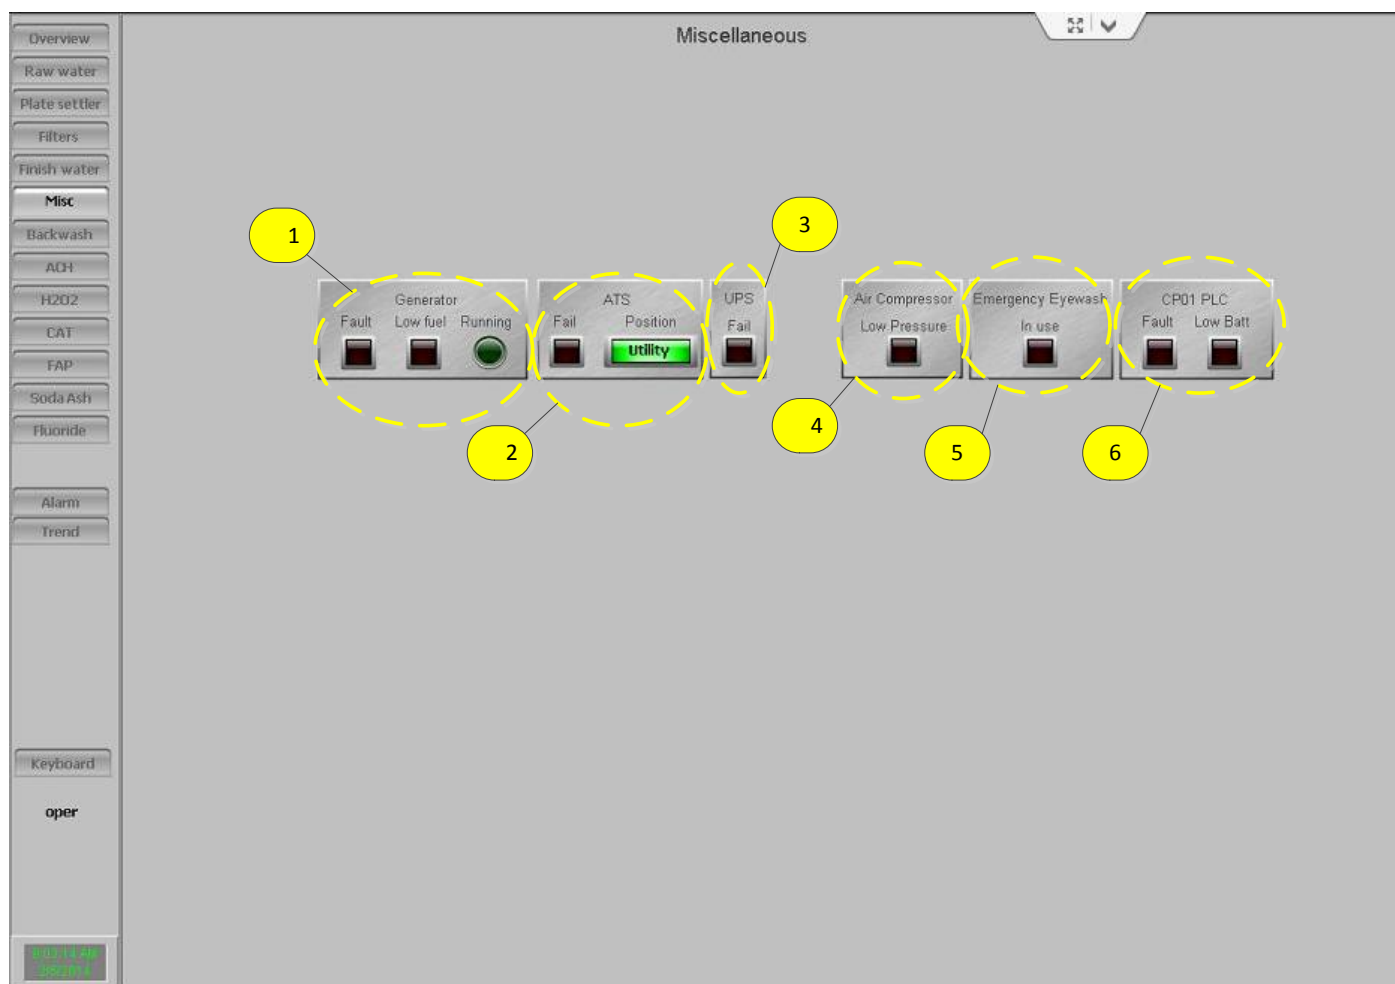 Miscellaneous
Overview
Raw water
Plate settler
Filters
Finish water
Misc
Backwash
ACH
H2O2
CAT
FAP
Soda Ash
Fluoride
Alarm
Trend
Keyboard
oper
1
3
Generator
Fault Low fuel Running
ATS
Fail Position
Utility
UPS
Fail
Air Compressor
Low Pressure
Emergency Eyewash
In use
CP01 PLC
Fault Low Batt
2
4
5
6